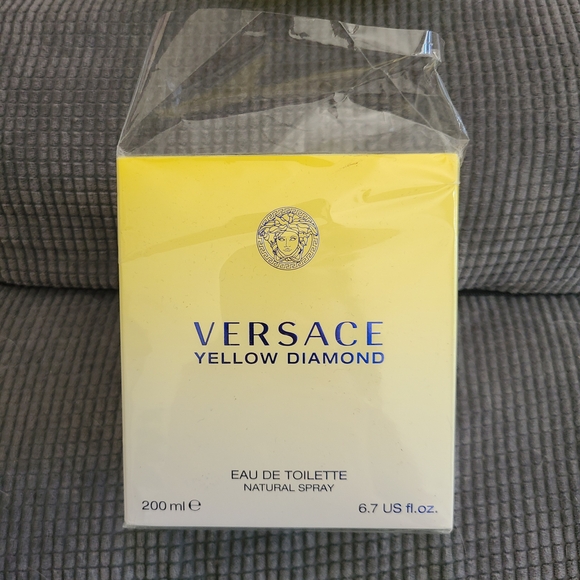 VERSACE
YELLOW DIAMOND
EAU DE TOILETTE
NATURAL SPRAY
200 ml ℮ 6.7 US fl.oz.